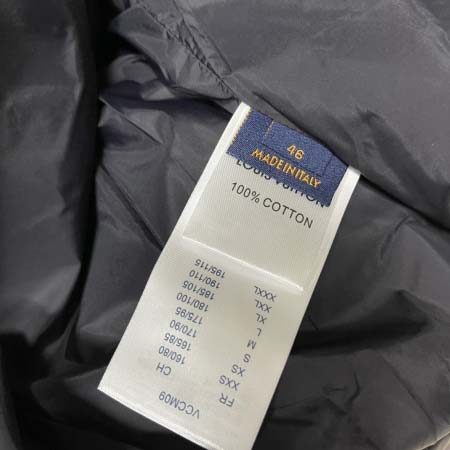 46
MADE IN ITALY
LOUIS VUITTON
100% COTTON
VCCM09
FR CH
XXS 160/80
XS 165/85
S 170/90
M 175/95
L 180/100
XL 185/105
XXL 190/110
XXXL 195/115